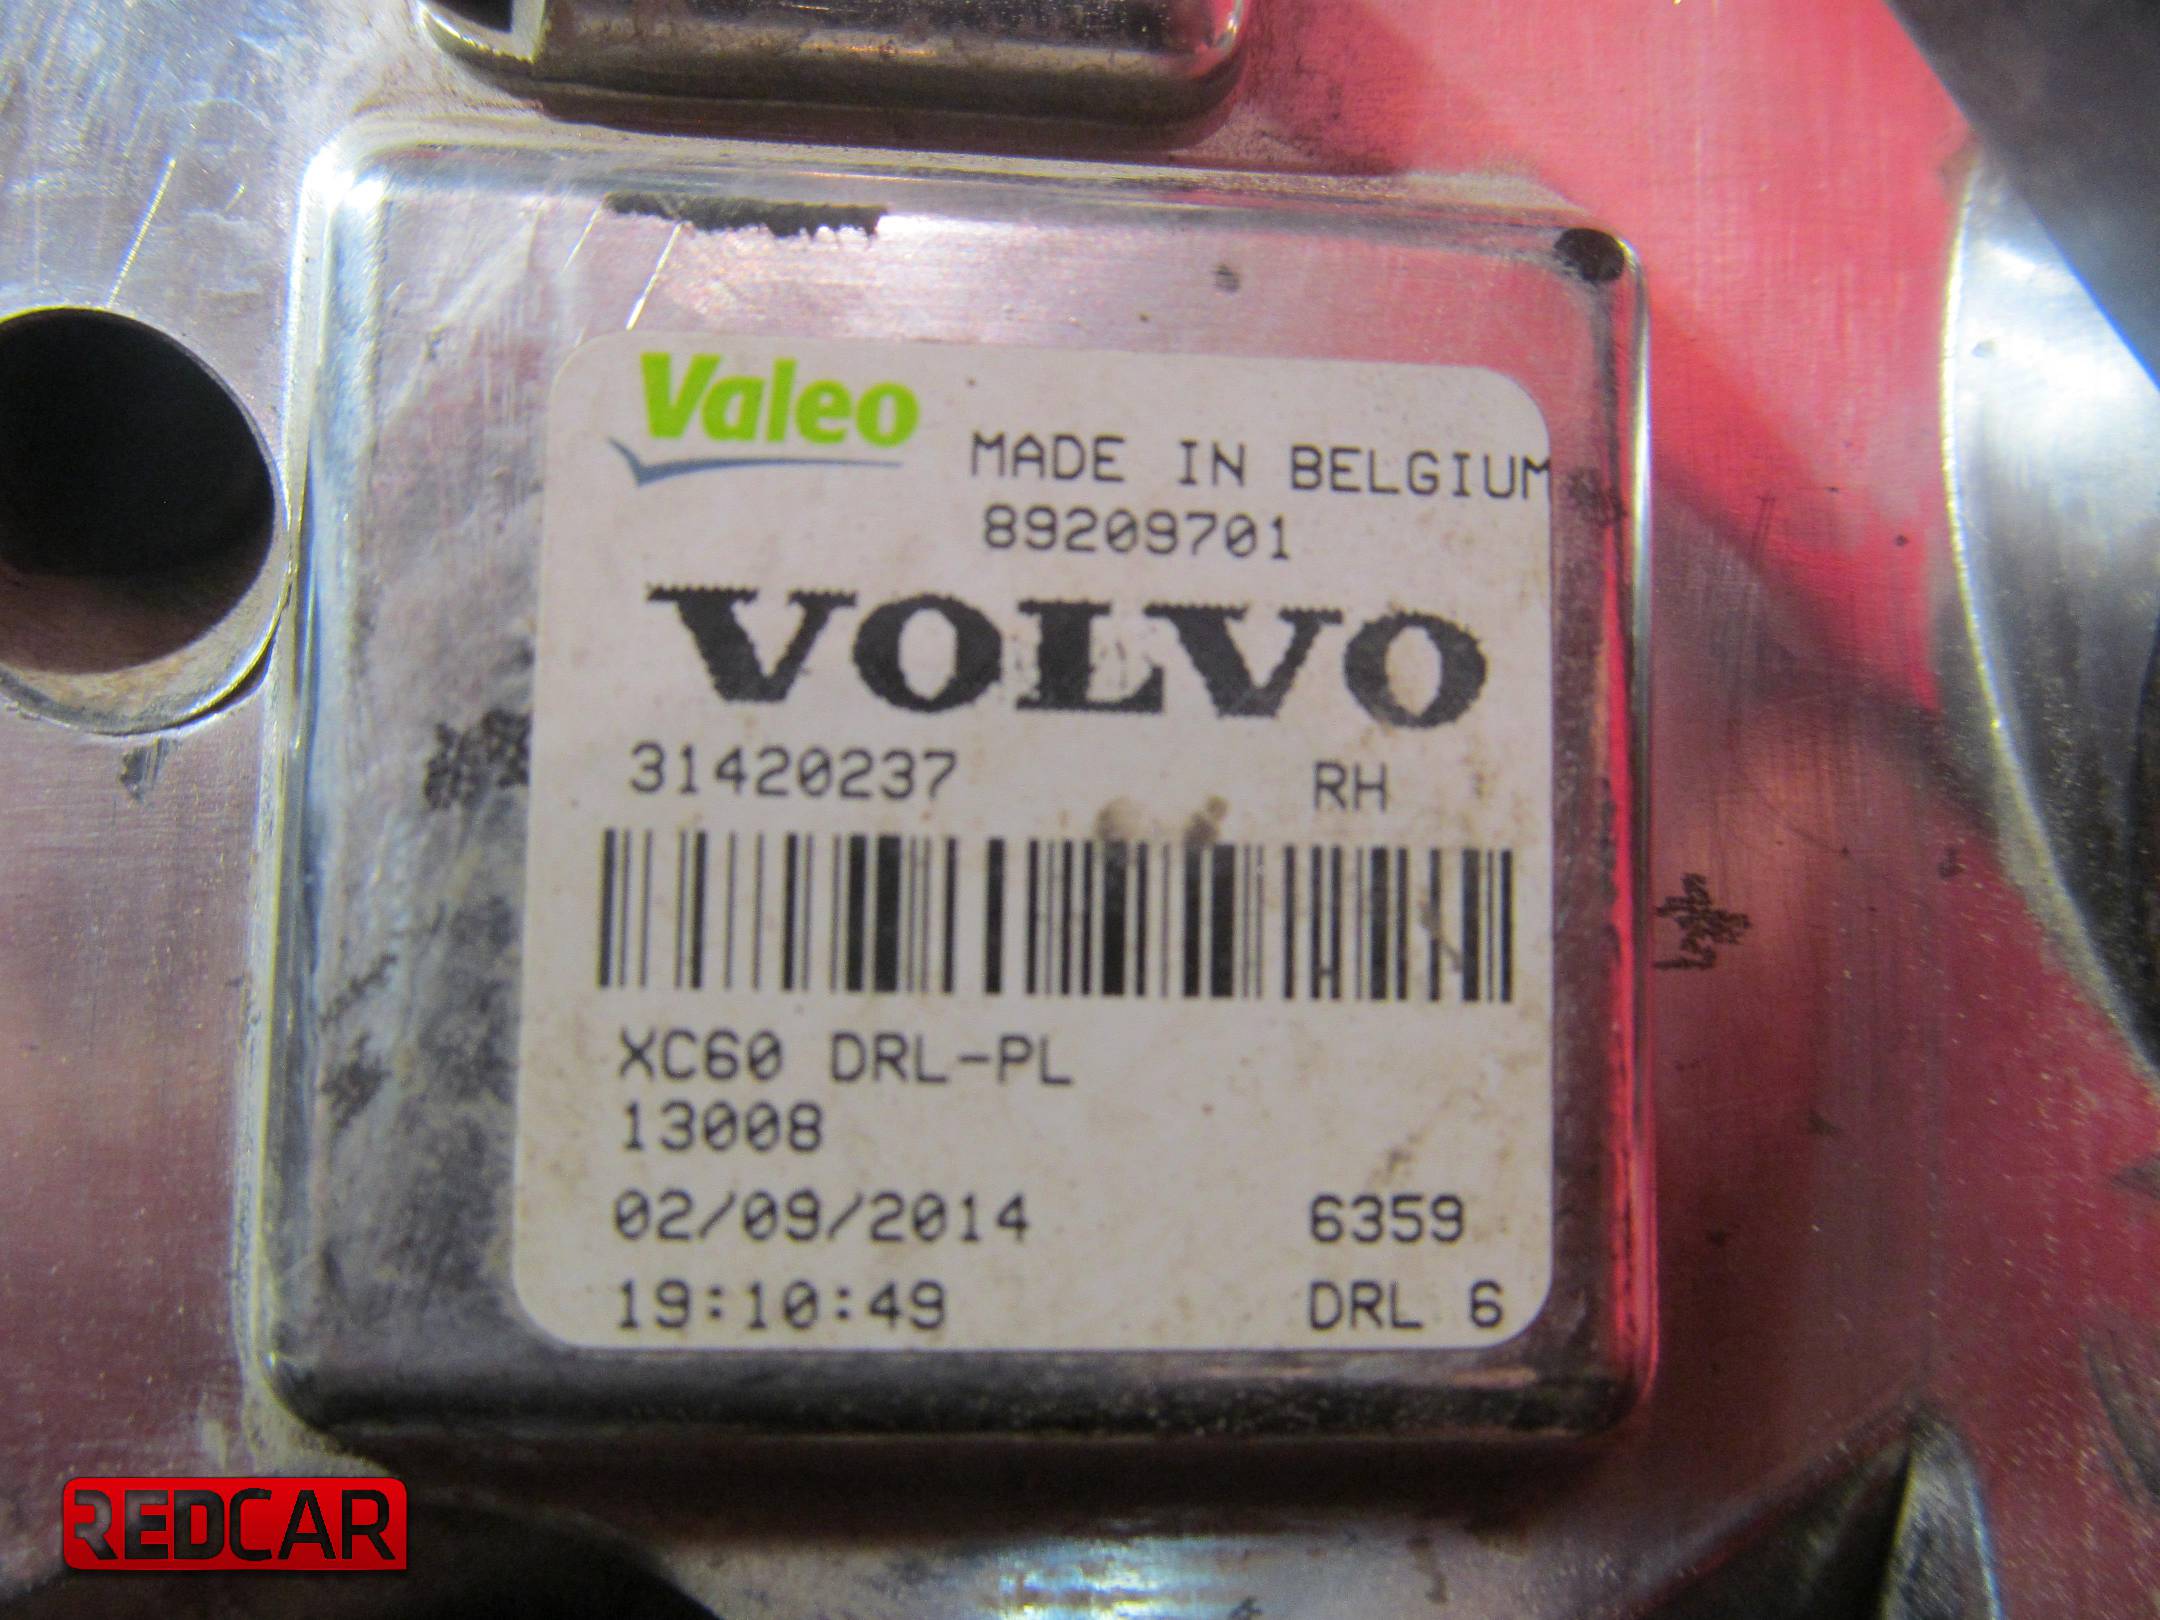 Valeo
MADE IN BELGIUM
89209701
VOLVO
31420237 RH
XC60 DRL-PL
13008
02/09/2014 6359
19:10:49 DRL 6
REDCAR